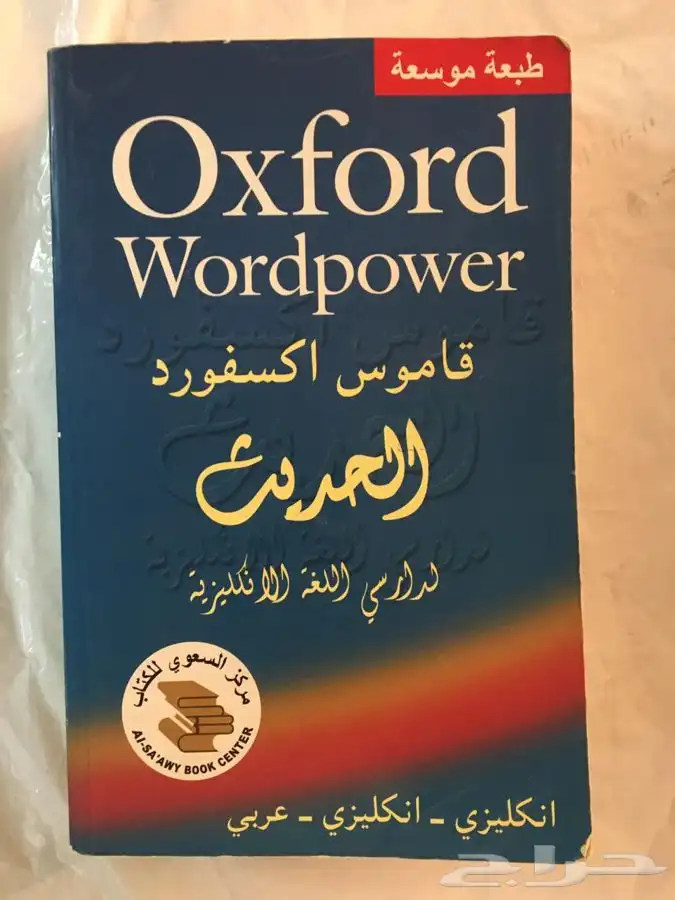 طبعة موسعة
Oxford
Wordpower
قاموس اكسفورد
الحديث
لدارسي اللغة الانكليزية
مركز السعوي للكتاب
Al-SA'AWY BOOK CENTER
انكليزي - انكليزي - عربي
حراج